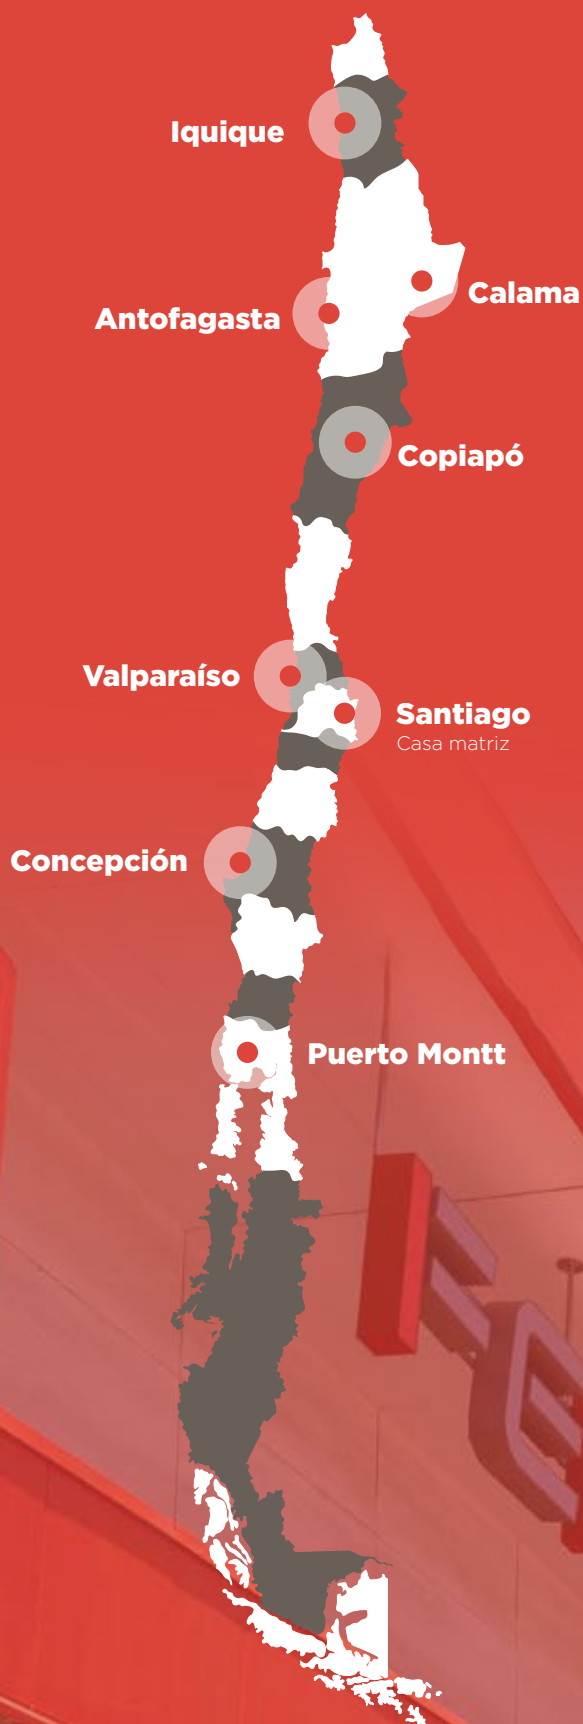 Iquique
Calama
Antofagasta
Copiapó
Valparaíso
Santiago
Casa matriz
Concepción
Puerto Montt